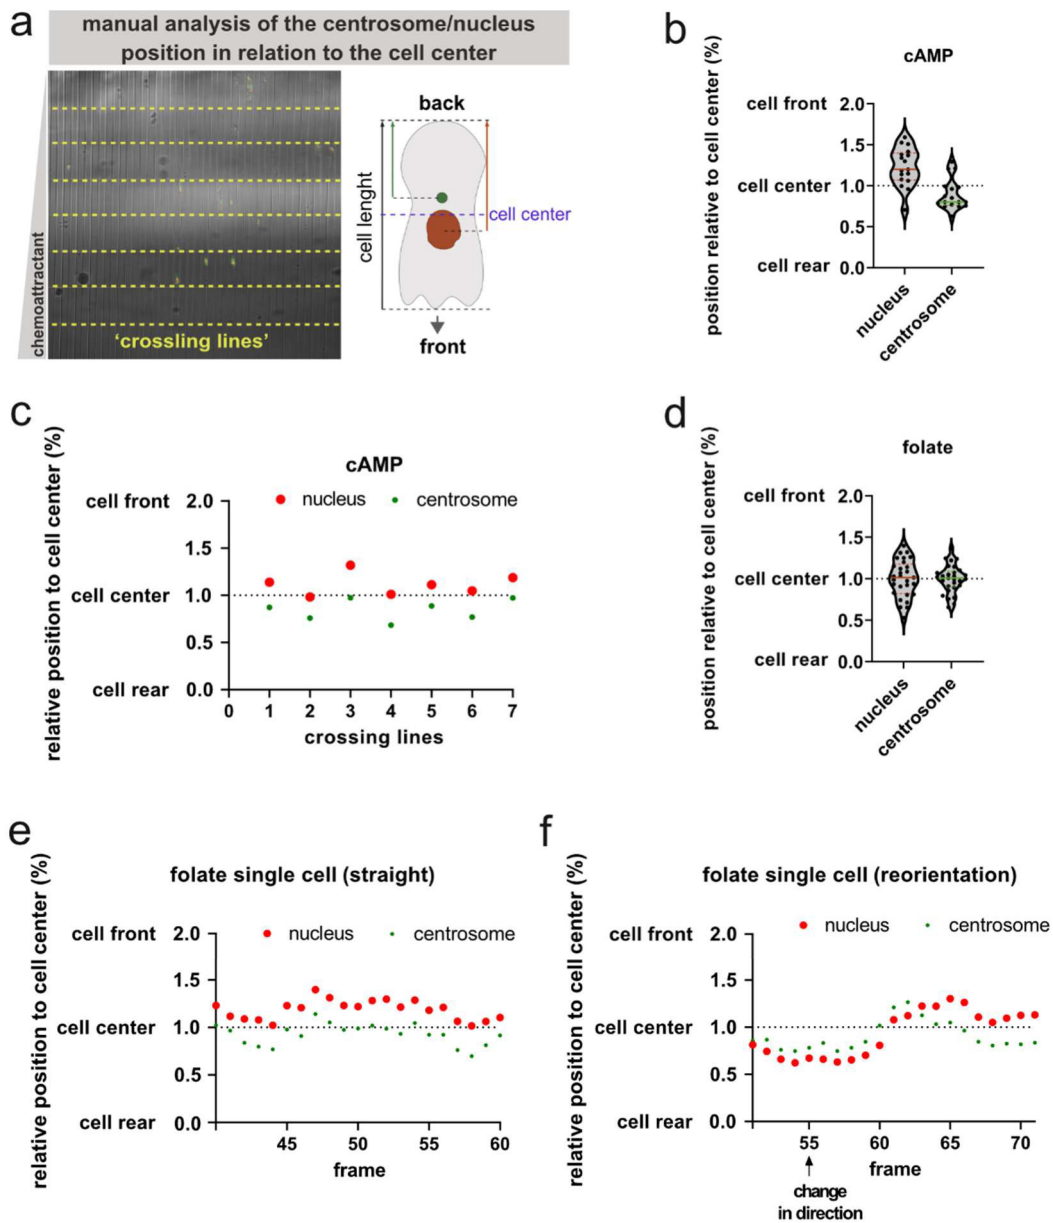 a
manual analysis of the centrosome/nucleus
position in relation to the cell center
chemoattractant
'crossling lines'
back
cell lenght
cell center
front
b
cAMP
position relative to cell center (%)
cell front 2.0
1.5
cell center 1.0
0.5
cell rear 0.0
nucleus
centrosome
c
cAMP
nucleus centrosome
relative position to cell center (%)
cell front 2.0
1.5
cell center 1.0
0.5
cell rear 0.0
0 1 2 3 4 5 6 7
crossing lines
d
folate
position relative to cell center (%)
cell front 2.0
1.5
cell center 1.0
0.5
cell rear 0.0
nucleus
centrosome
e
folate single cell (straight)
nucleus centrosome
relative position to cell center (%)
cell front 2.0
1.5
cell center 1.0
0.5
cell rear 0.0
45 50 55 60
frame
f
folate single cell (reorientation)
nucleus centrosome
relative position to cell center (%)
cell front 2.0
1.5
cell center 1.0
0.5
cell rear 0.0
55 60 65 70
frame
change
in direction